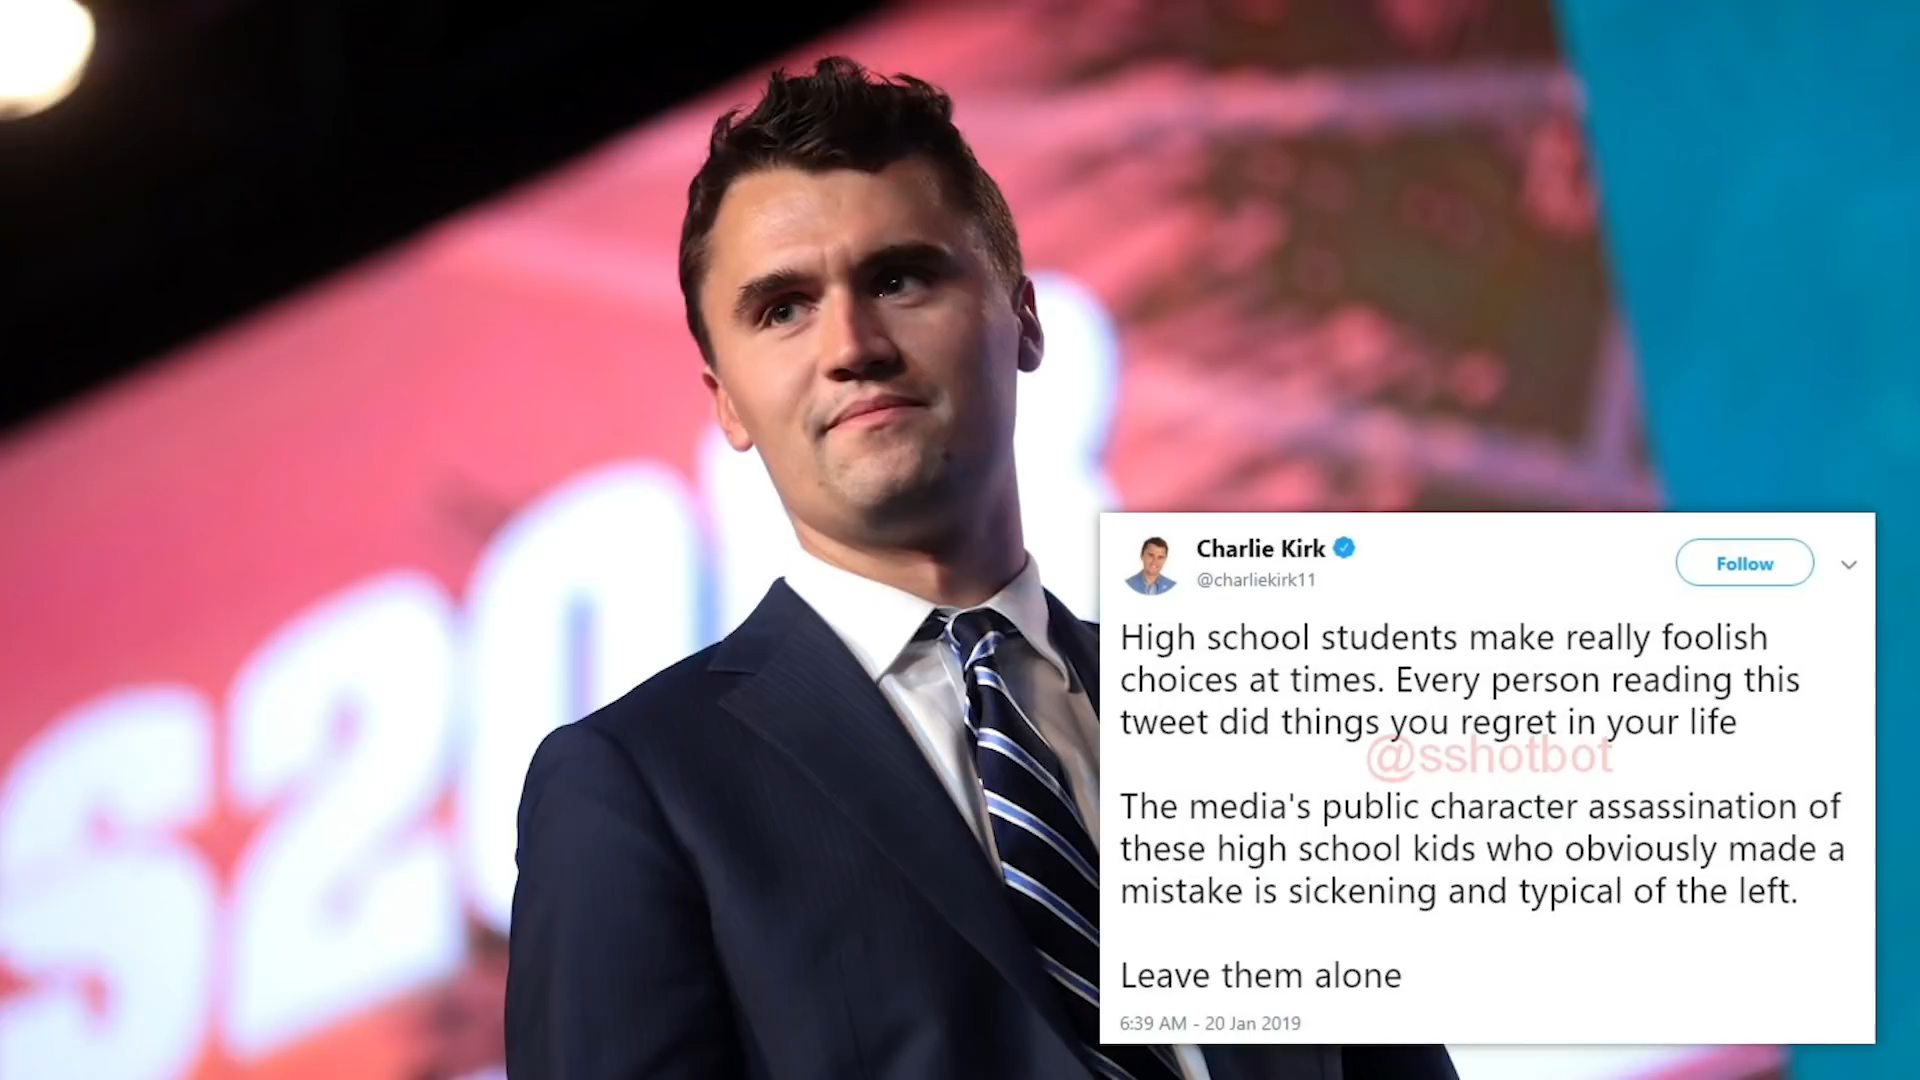 S2018
Charlie Kirk
@charliekirk11
Follow
High school students make really foolish
choices at times. Every person reading this
tweet did things you regret in your life
@sshotbot
The media's public character assassination of
these high school kids who obviously made a
mistake is sickening and typical of the left.
Leave them alone
6:39 AM - 20 Jan 2019